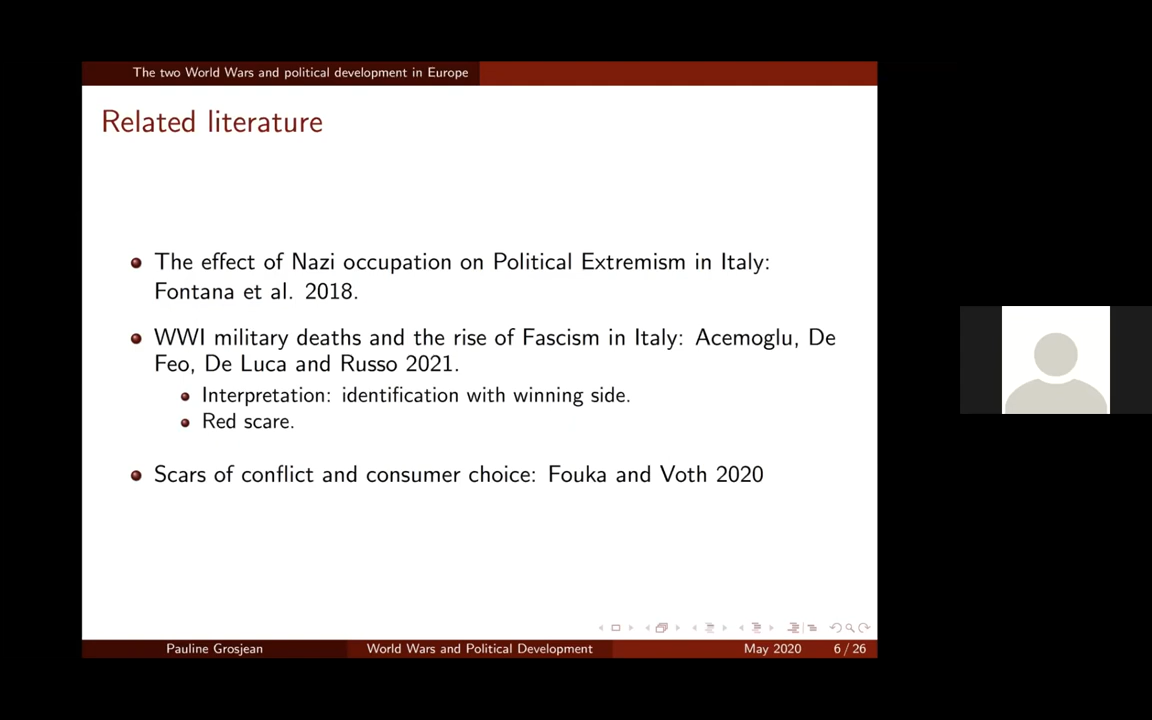 The two World Wars and political development in Europe
Related literature
The effect of Nazi occupation on Political Extremism in Italy:
Fontana et al. 2018.
WWI military deaths and the rise of Fascism in Italy: Acemoglu, De
Feo, De Luca and Russo 2021.
Interpretation: identification with winning side.
Red scare.
Scars of conflict and consumer choice: Fouka and Voth 2020
Pauline Grosjean World Wars and Political Development May 2020 6 / 26